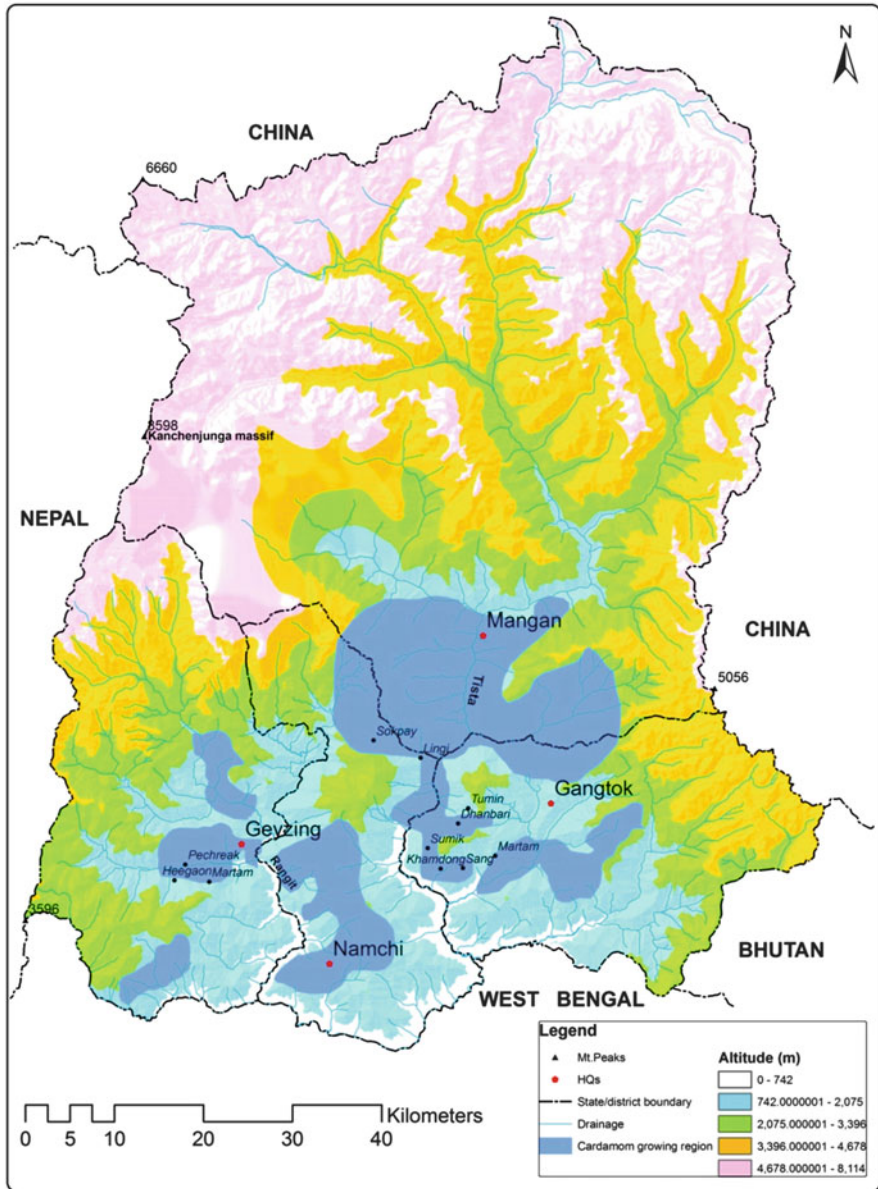 N
CHINA
6660
8598
Kanchenjunga massif
NEPAL
Mangan
CHINA
Tista
5056
Sokpay
Lingi
Tumin
Gangtok
Dhanbari
Geyzing
Sumik
Pechreak
Rangit
Khamdong
Sang
Martam
Heegaon
Martam
3596
Namchi
BHUTAN
WEST BENGAL
Legend
Mt.Peaks
HQs
State/district boundary
Drainage
Cardamom growing region
Altitude (m)
0 - 742
742.0000001 - 2,075
2,075.000001 - 3,396
3,396.000001 - 4,678
4,678.000001 - 8,114
Kilometers
0 5 10 20 30 40